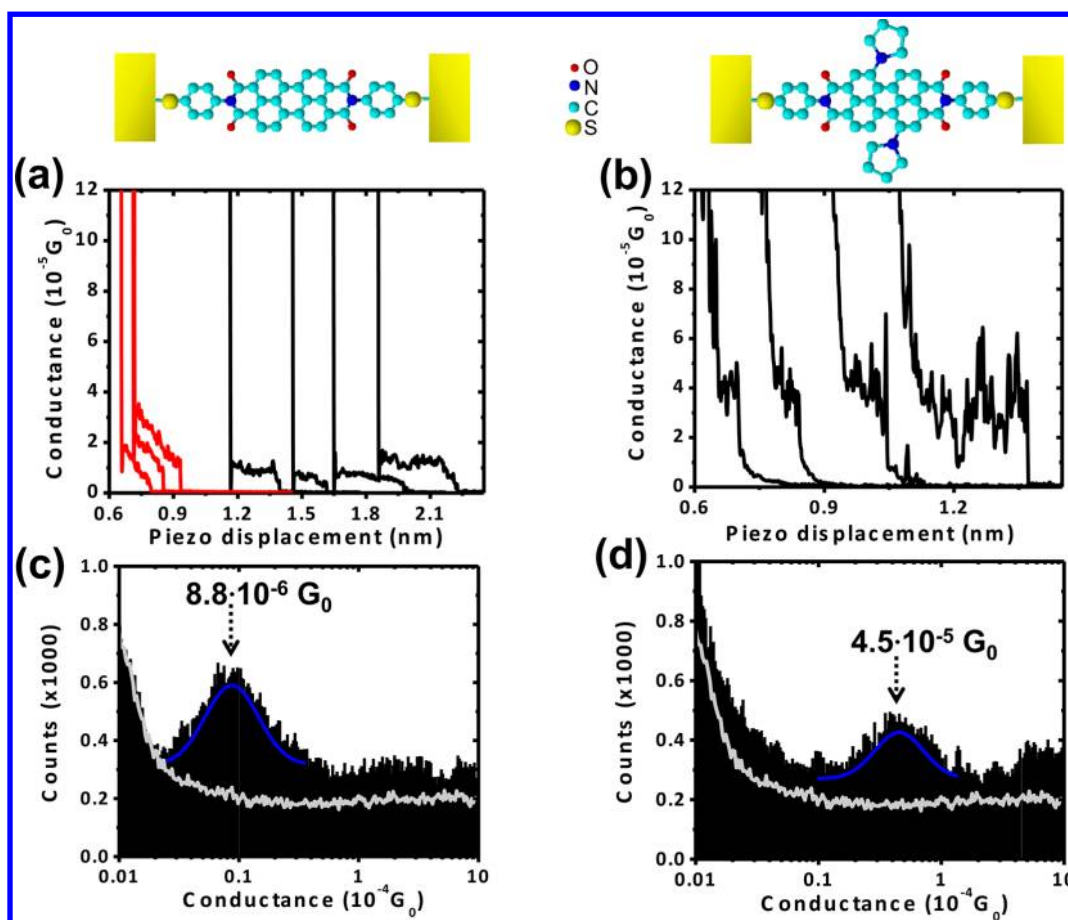 O
N
C
S
(a)
12
10
8
6
4
2
0
Conductance (10⁻⁵G₀)
0.6 0.9 1.2 1.5 1.8 2.1
Piezo displacement (nm)
(b)
12
10
8
6
4
2
0
Conductance (10⁻⁵G₀)
0.6 0.9 1.2
Piezo displacement (nm)
(c)
1.0
0.8
0.6
0.4
0.2
0.0
Counts (x1000)
8.8·10⁻⁶ G₀
0.01 0.1 1 10
Conductance (10⁻⁴G₀)
(d)
1.0
0.8
0.6
0.4
0.2
0.0
Counts (x1000)
4.5·10⁻⁵ G₀
0.01 0.1 1 10
Conductance (10⁻⁴G₀)